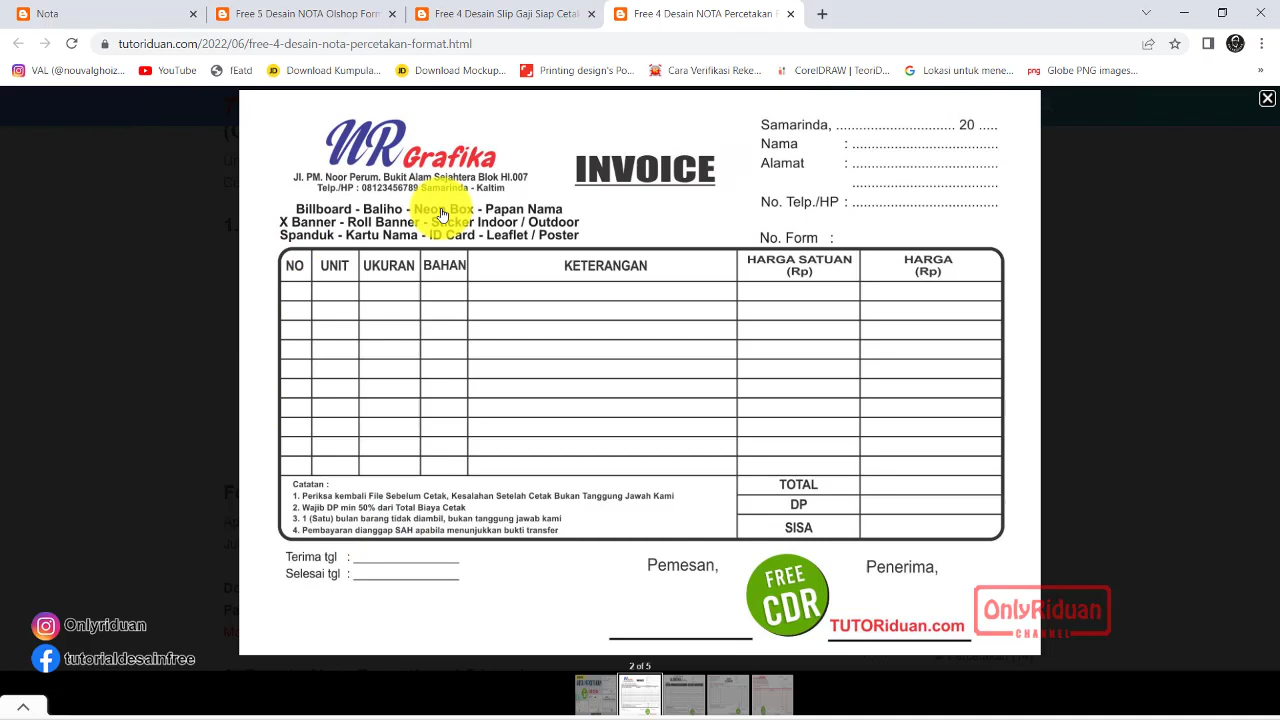 Free 5 Desain Nota
Free 5 Desain Nota
Free 4 Desain Slip Gaji Siap Cetak
Free 4 Desain Nota Percetakan F
tutoriduan.com/2022/06/free-4-desain-nota-percetakan-format.html
VAL (@nouvalghoiz...
YouTube
fEatd
Download Kumpula...
Download Mockup...
Printing design's Po...
Cara Verifikasi Reke...
CorelDRAW | TeoriD...
Lokasi untuk mene...
png Globe PNG images...
»
NR Grafika
Jl. PM. Noor Perum. Bukit Alam Sejahtera Blok HI.007
Telp./HP : 08123456789 Samarinda - Kaltim
Billboard - Baliho - Neon Box - Papan Nama
X Banner - Roll Banner - Sticker Indoor / Outdoor
Spanduk - Kartu Nama - ID Card - Leaflet / Poster
INVOICE
Samarinda, ............................... 20 .....
Nama : ......................................
Alamat : ......................................
......................................
No. Telp./HP : ......................................
No. Form :
NO UNIT UKURAN BAHAN KETERANGAN HARGA SATUAN (Rp) HARGA (Rp)
Catatan :
1. Periksa kembali File Sebelum Cetak, Kesalahan Setelah Cetak Bukan Tanggung Jawah Kami
2. Wajib DP min 50% dari Total Biaya Cetak
3. 1 (Satu) bulan barang tidak diambil, bukan tanggung jawab kami
4. Pembayaran dianggap SAH apabila menunjukkan bukti transfer
TOTAL
DP
SISA
Terima tgl : ____________________
Selesai tgl : ____________________
Pemesan,
Penerima,
FREE
CDR
TUTORiduan.com
OnlyRiduan
CHANNEL
Onlyriduan
tutorialdesainfree
2 of 5